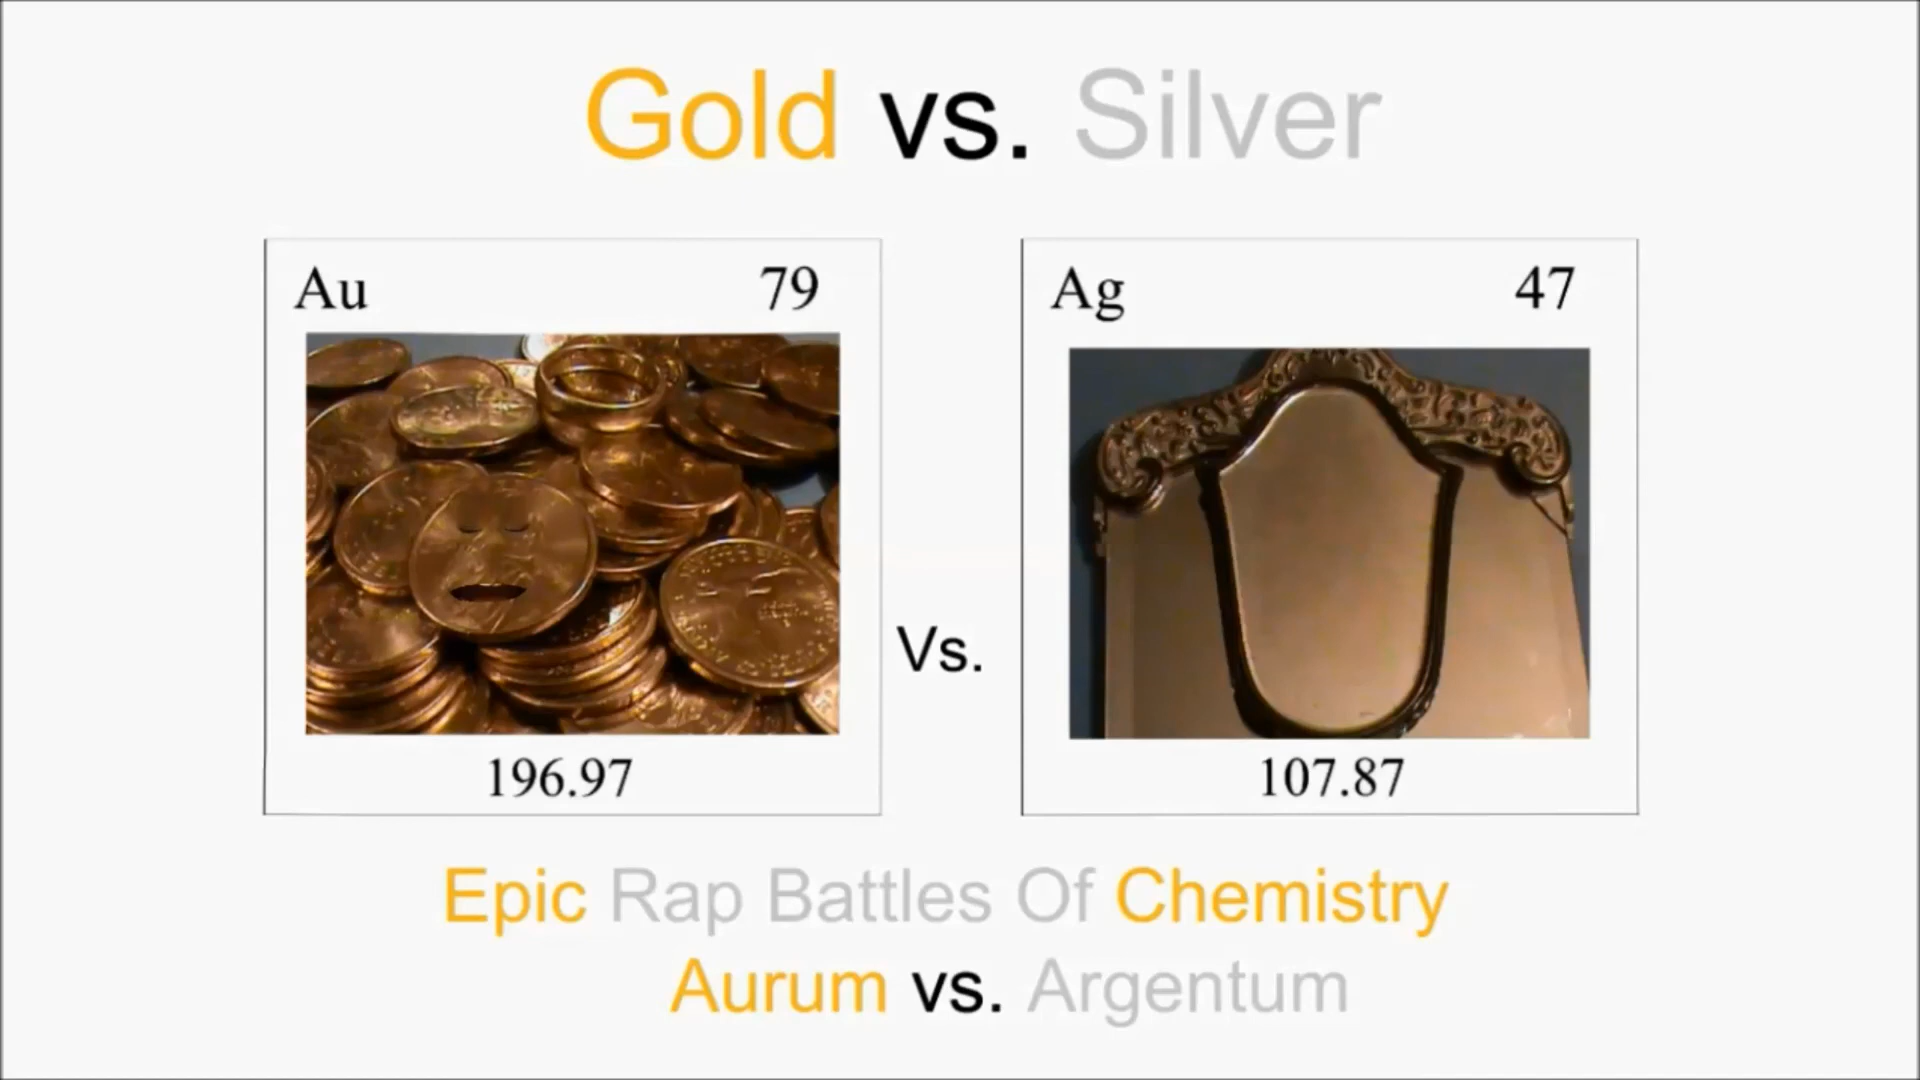 Gold vs. Silver
Au 79
Ag 47
Vs.
196.97
107.87
Epic Rap Battles Of Chemistry
Aurum vs. Argentum